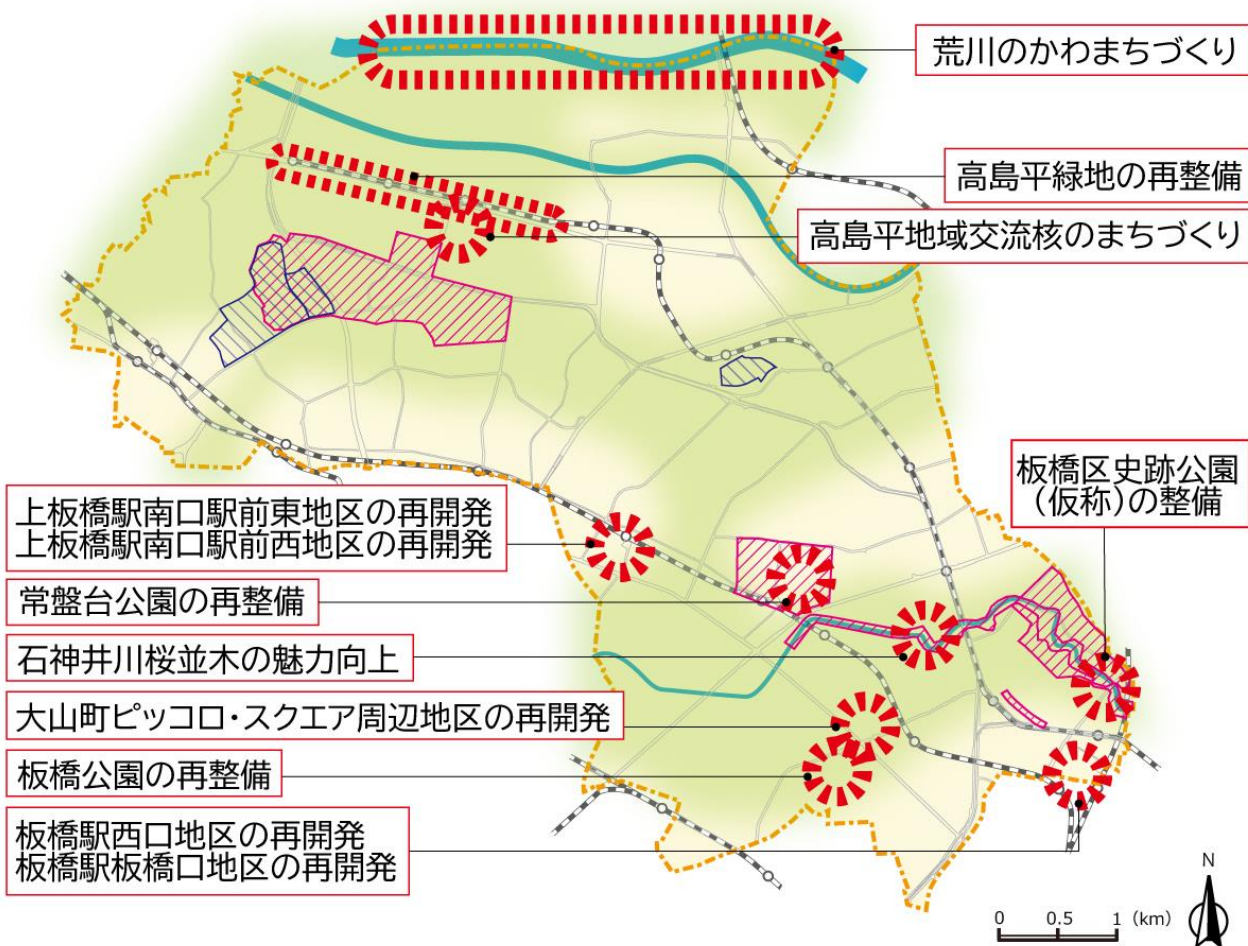 荒川のかわまちづくり
高島平緑地の再整備
高島平地域交流核のまちづくり
板橋区史跡公園
（仮称）の整備
上板橋駅南口駅前東地区の再開発
上板橋駅南口駅前西地区の再開発
常盤台公園の再整備
石神井川桜並木の魅力向上
大山町ピッコロ・スクエア周辺地区の再開発
板橋公園の再整備
板橋駅西口地区の再開発
板橋駅板橋口地区の再開発
N
0 0.5 1 (km)